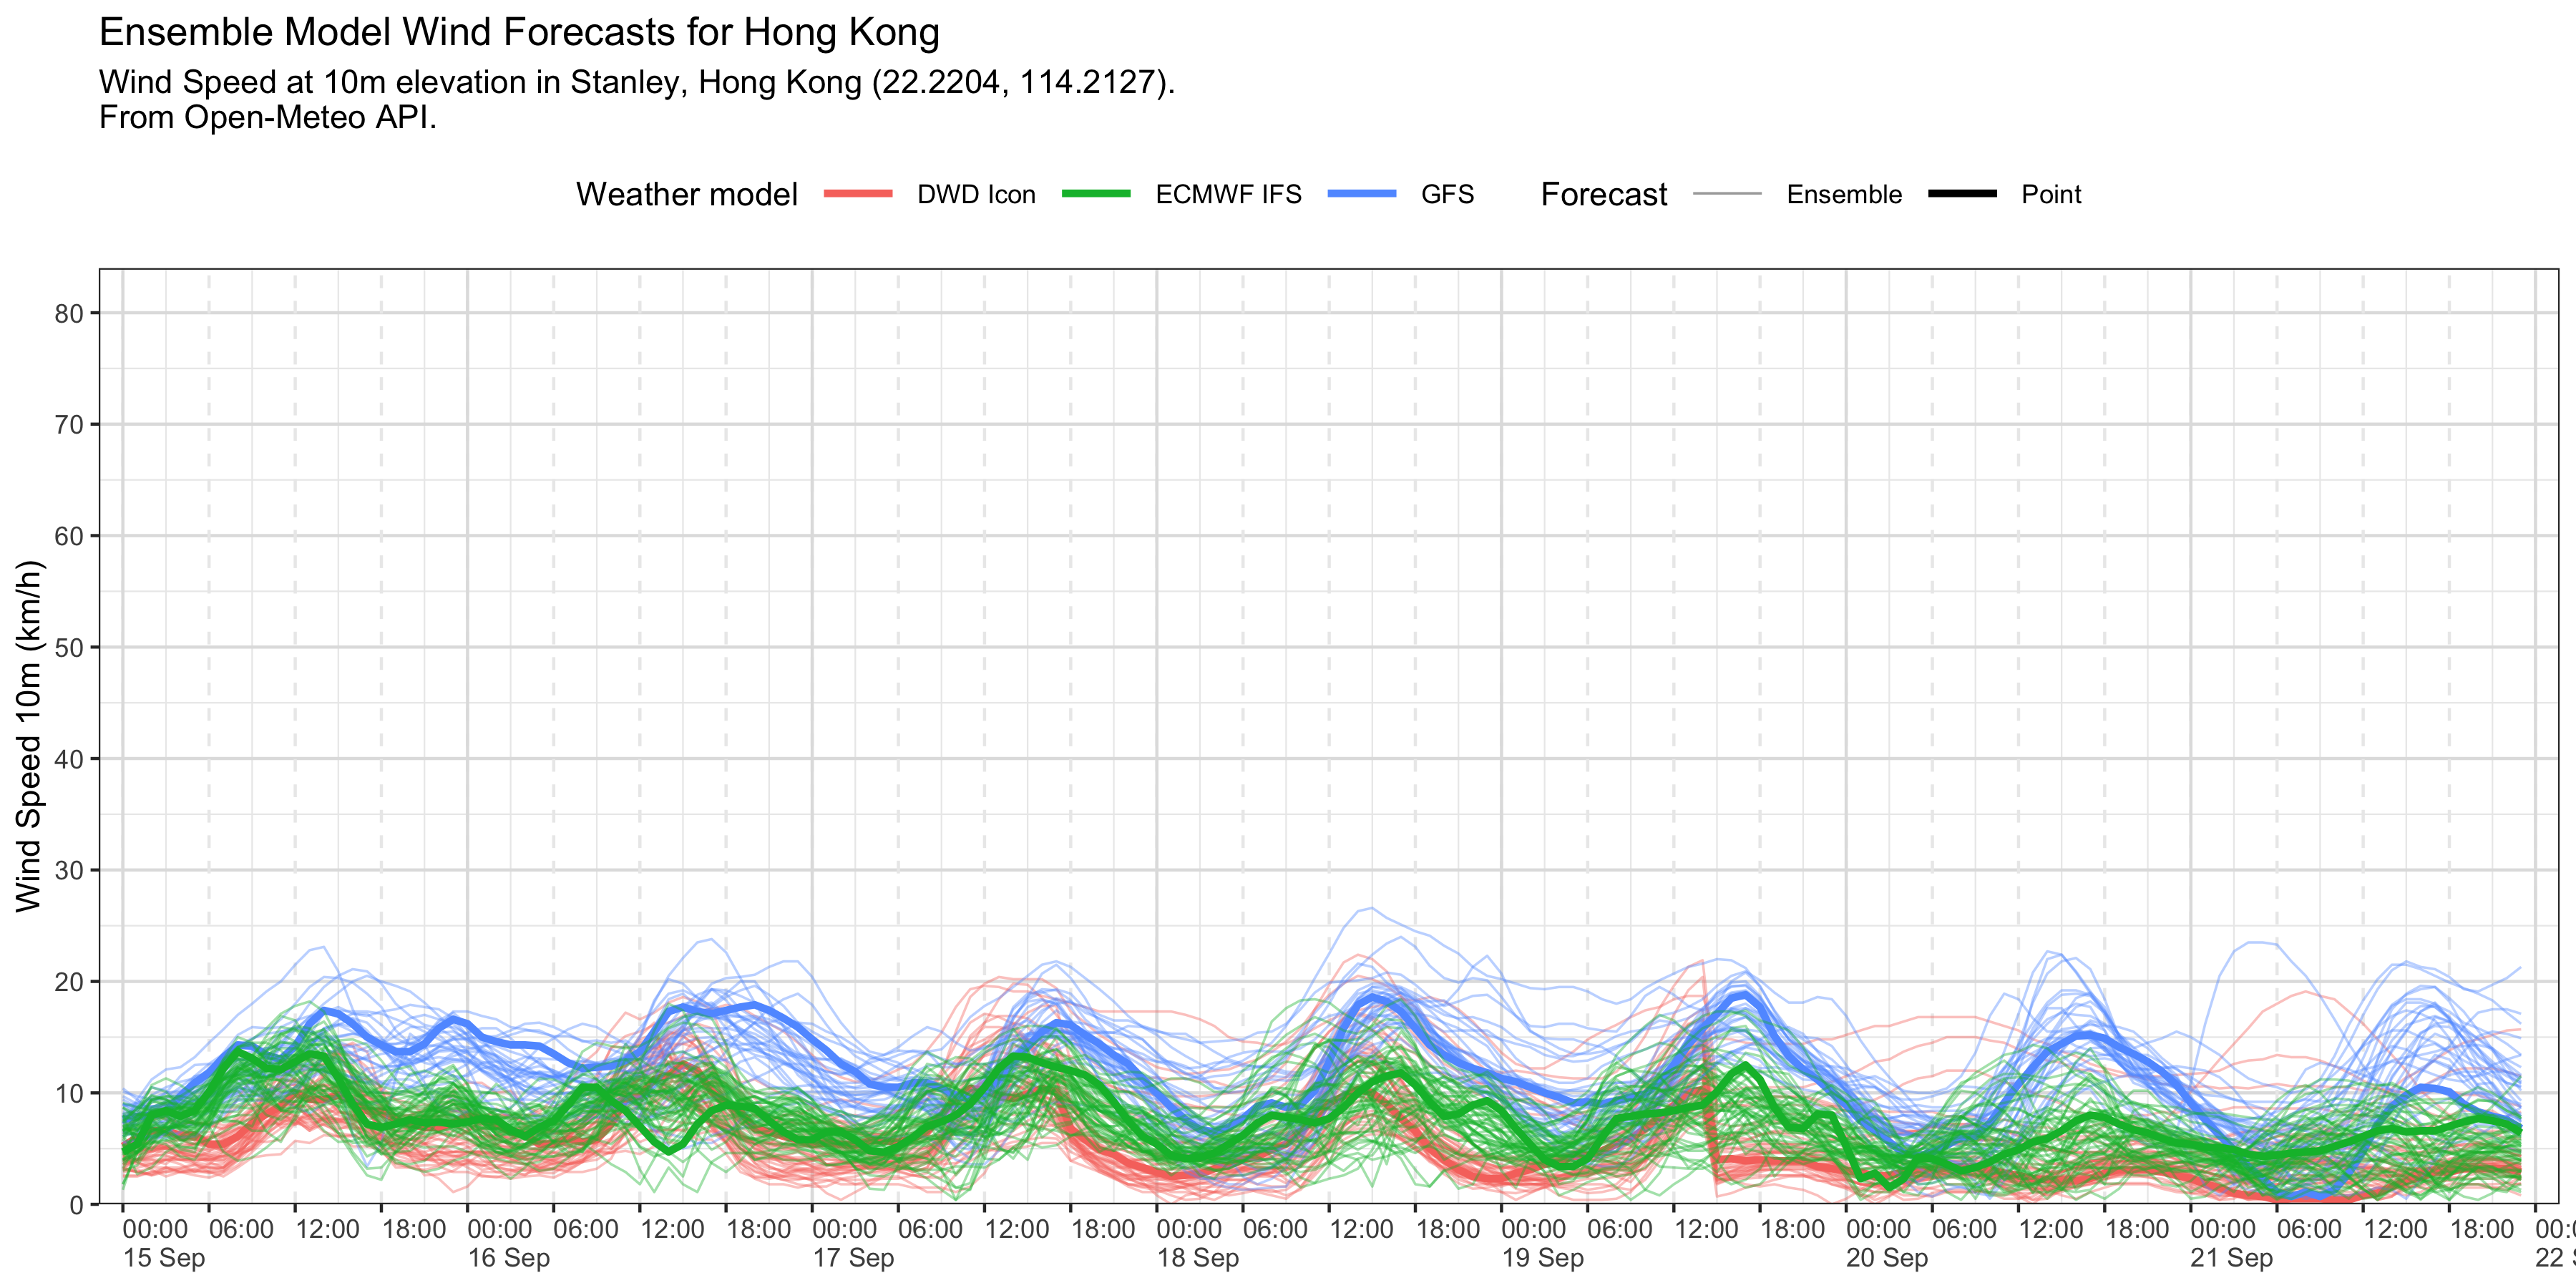 Ensemble Model Wind Forecasts for Hong Kong
Wind Speed at 10m elevation in Stanley, Hong Kong (22.2204, 114.2127).
From Open-Meteo API.
Weather model DWD Icon ECMWF IFS GFS Forecast Ensemble Point
Wind Speed 10m (km/h)
80
70
60
50
40
30
20
10
0
00:00 06:00 12:00 18:00 00:00 06:00 12:00 18:00 00:00 06:00 12:00 18:00 00:00 06:00 12:00 18:00 00:00 06:00 12:00 18:00 00:00 06:00 12:00 18:00 00:00 06:00 12:00 18:00 00:0
15 Sep 16 Sep 17 Sep 18 Sep 19 Sep 20 Sep 21 Sep 22 S